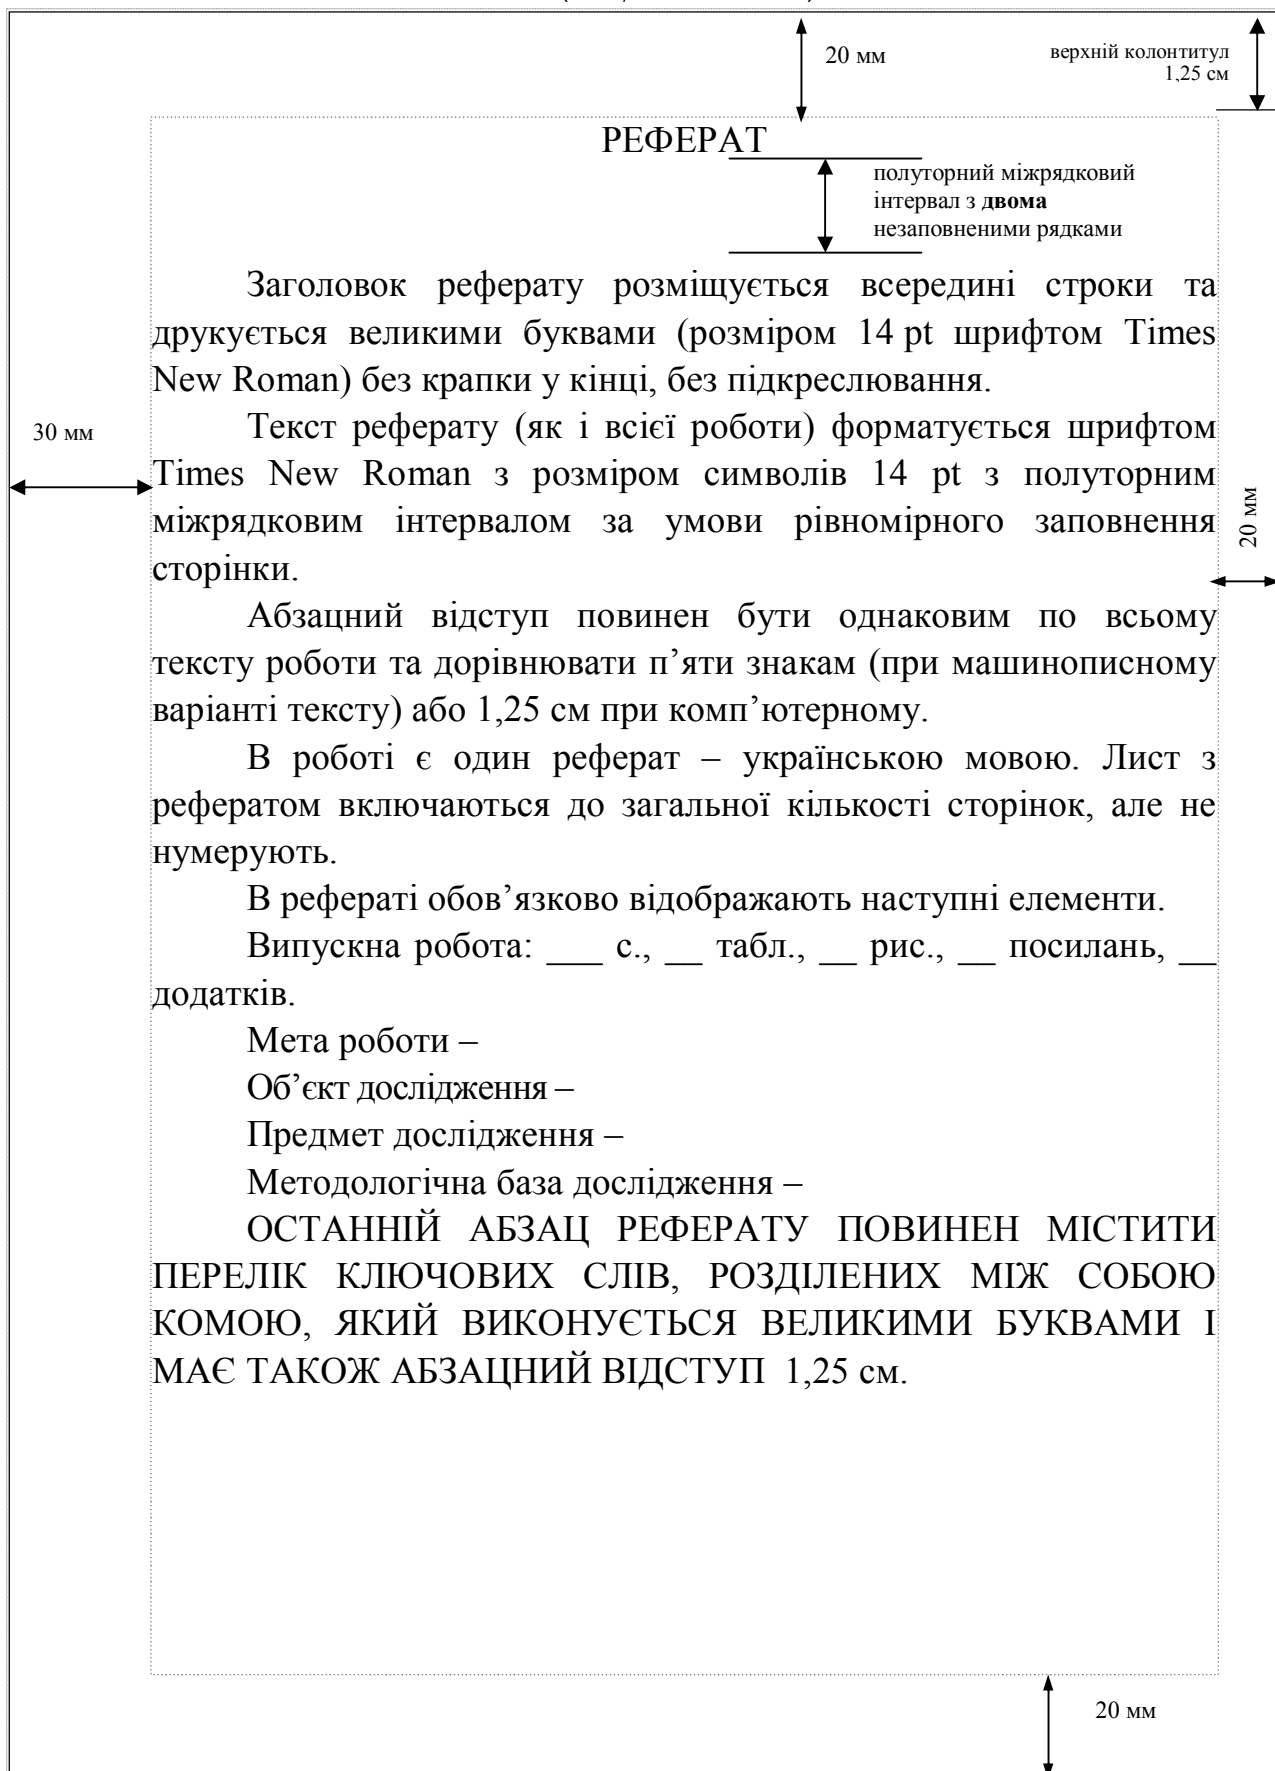 20 мм
верхній колонтитул
1,25 см
РЕФЕРАТ
полуторний міжрядковий
інтервал з двома
незаповненими рядками
Заголовок реферату розміщується всередині строки та
друкується великими буквами (розміром 14 pt шрифтом Times
New Roman) без крапки у кінці, без підкреслювання.
30 мм
Текст реферату (як і всієї роботи) форматується шрифтом
Times New Roman з розміром символів 14 pt з полуторним
міжрядковим інтервалом за умови рівномірного заповнення
сторінки.
20 мм
Абзацний відступ повинен бути однаковим по всьому
тексту роботи та дорівнювати п’яти знакам (при машинописному
варіанті тексту) або 1,25 см при комп’ютерному.
В роботі є один реферат – українською мовою. Лист з
рефератом включаються до загальної кількості сторінок, але не
нумерують.
В рефераті обов’язково відображають наступні елементи.
Випускна робота: ___ с., __ табл., __ рис., __ посилань, __
додатків.
Мета роботи –
Об’єкт дослідження –
Предмет дослідження –
Методологічна база дослідження –
ОСТАННІЙ АБЗАЦ РЕФЕРАТУ ПОВИНЕН МІСТИТИ
ПЕРЕЛІК КЛЮЧОВИХ СЛІВ, РОЗДІЛЕНИХ МІЖ СОБОЮ
КОМОЮ, ЯКИЙ ВИКОНУЄТЬСЯ ВЕЛИКИМИ БУКВАМИ І
МАЄ ТАКОЖ АБЗАЦНИЙ ВІДСТУП 1,25 см.
20 мм